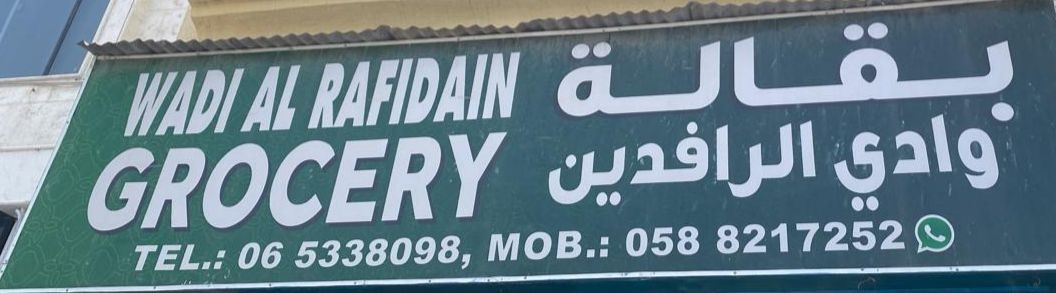 WADI AL RAFIDAIN
GROCERY
بقالة
وادي الرافدين
TEL.: 06 5338098, MOB.: 058 8217252